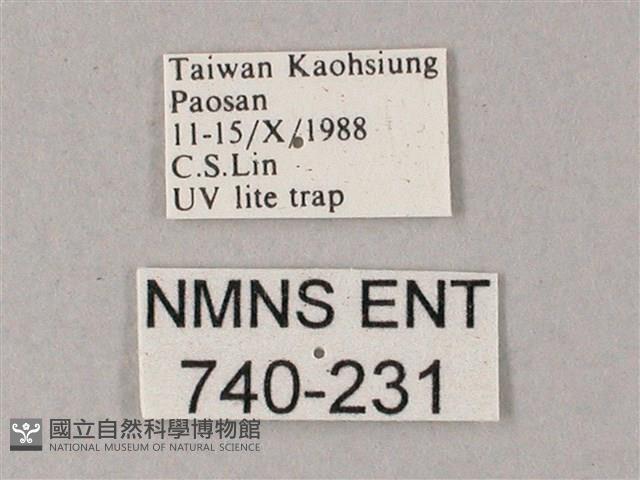 Taiwan Kaohsiung
Paosan
11-15/X/1988
C.S.Lin
UV lite trap
NMNS ENT
740-231
國立自然科學博物館
NATIONAL MUSEUM OF NATURAL SCIENCE